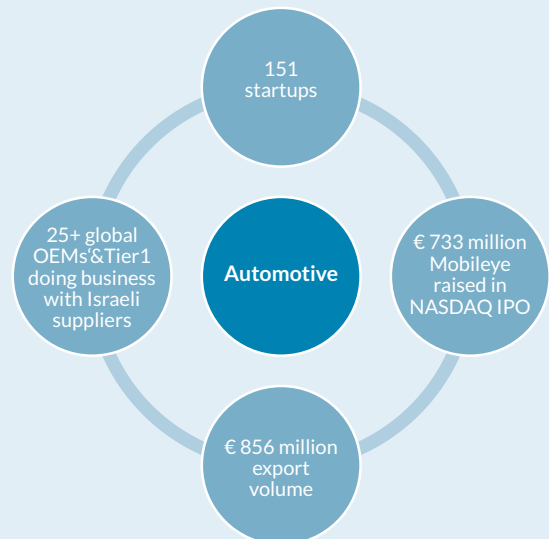 151
startups
25+ global
OEMs‘&Tier1
doing business
with Israeli
suppliers
Automotive
€ 733 million
Mobileye
raised in
NASDAQ IPO
€ 856 million
export
volume